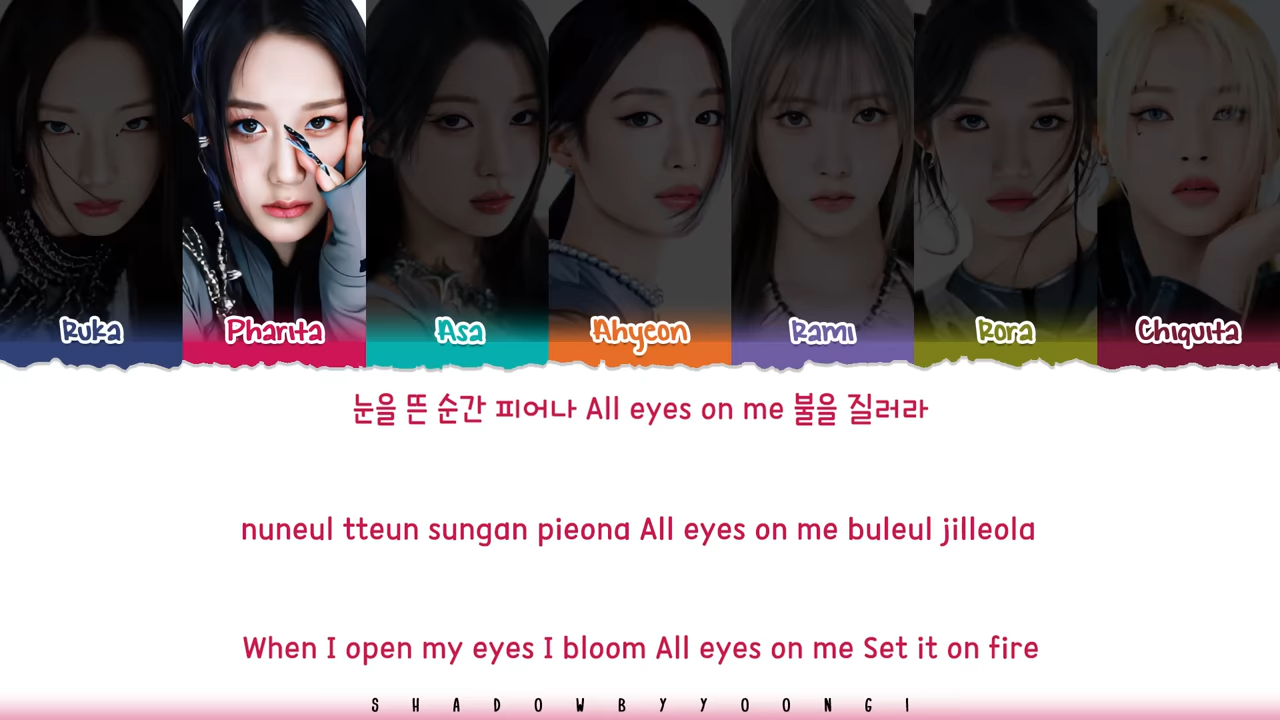 Ruka Pharita Asa Ahyeon Rami Rora Chiquita
눈을 뜬 순간 피어나 All eyes on me 불을 질러라
nuneul tteun sungan pieona All eyes on me buleul jilleola
When I open my eyes I bloom All eyes on me Set it on fire
S H A D O W B Y Y O O N G I